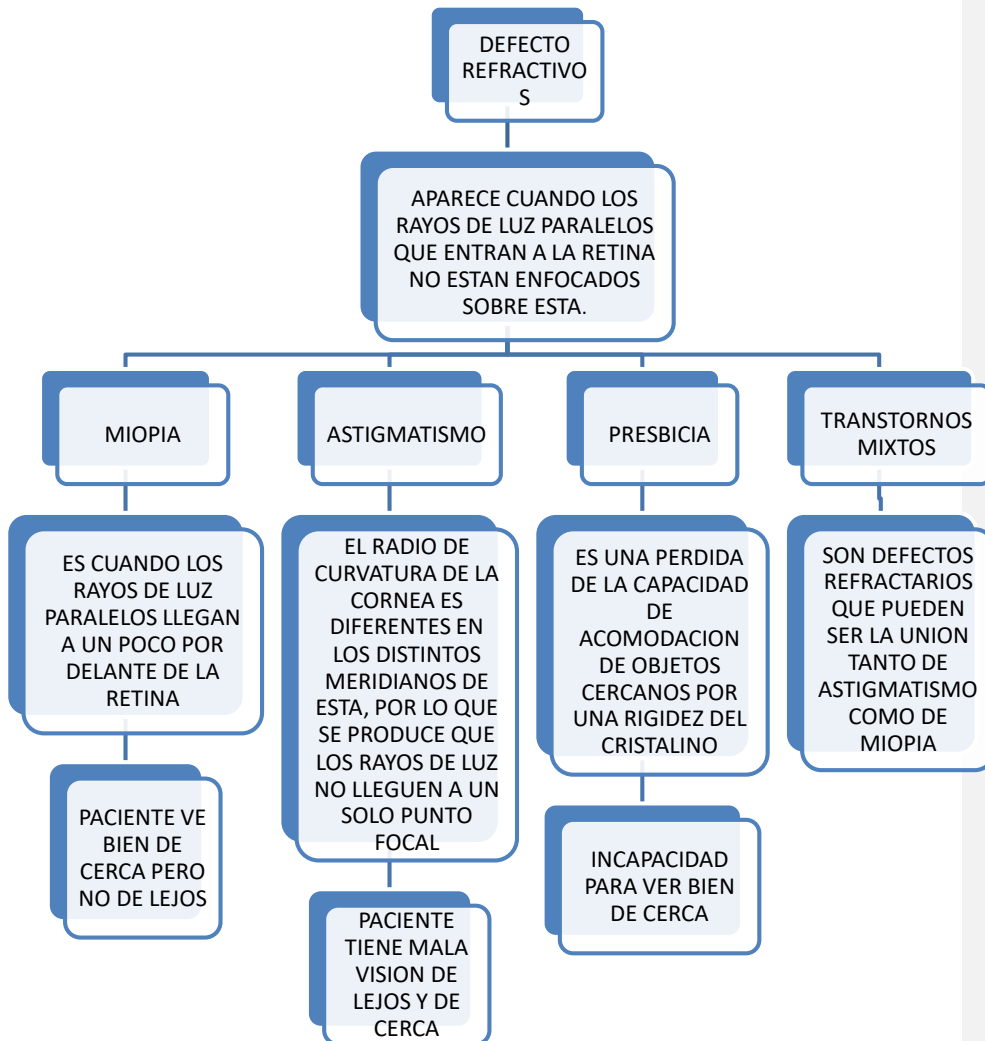 DEFECTO
REFRACTIVO
S
APARECE CUANDO LOS
RAYOS DE LUZ PARALELOS
QUE ENTRAN A LA RETINA
NO ESTAN ENFOCADOS
SOBRE ESTA.
MIOPIA
ES CUANDO LOS
RAYOS DE LUZ
PARALELOS LLEGAN
A UN POCO POR
DELANTE DE LA
RETINA
PACIENTE VE
BIEN DE
CERCA PERO
NO DE LEJOS
ASTIGMATISMO
EL RADIO DE
CURVATURA DE LA
CORNEA ES
DIFERENTES EN
LOS DISTINTOS
MERIDIANOS DE
ESTA, POR LO QUE
SE PRODUCE QUE
LOS RAYOS DE LUZ
NO LLEGUEN A UN
SOLO PUNTO
FOCAL
PACIENTE
TIENE MALA
VISION DE
LEJOS Y DE
CERCA
PRESBICIA
ES UNA PERDIDA
DE LA CAPACIDAD
DE
ACOMODACION
DE OBJETOS
CERCANOS POR
UNA RIGIDEZ DEL
CRISTALINO
INCAPACIDAD
PARA VER BIEN
DE CERCA
TRANSTORNOS
MIXTOS
SON DEFECTOS
REFRACTARIOS
QUE PUEDEN
SER LA UNION
TANTO DE
ASTIGMATISMO
COMO DE
MIOPIA